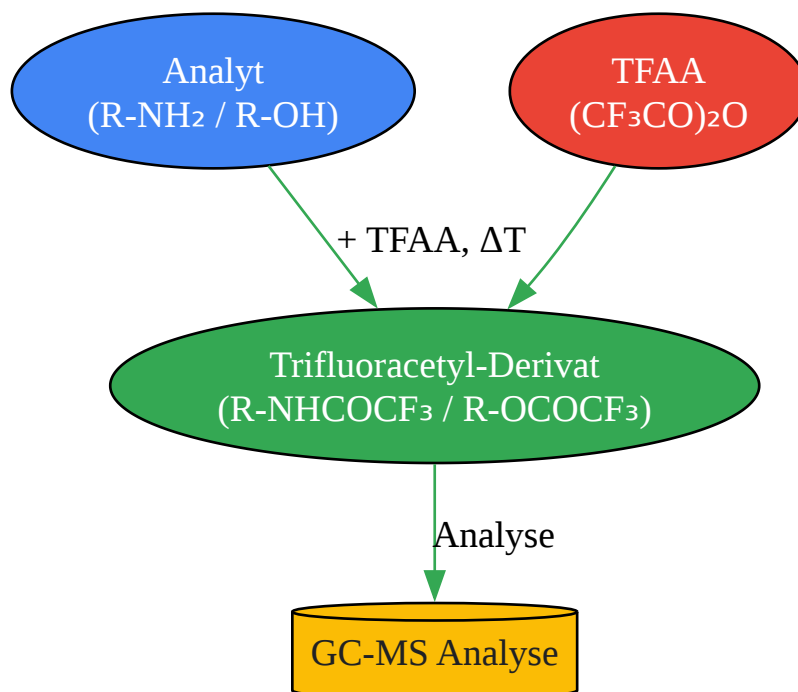 Analyt
(R-NH₂ / R-OH)
TFAA
(CF₃CO)₂O
+ TFAA, ΔT
Trifluoracetyl-Derivat
(R-NHCOCF₃ / R-OCOCF₃)
Analyse
GC-MS Analyse